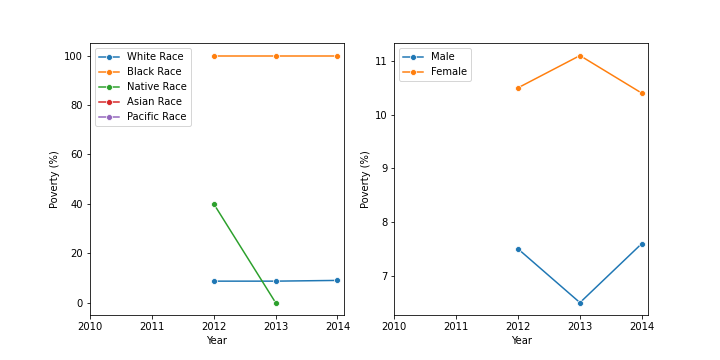 White Race
Black Race
Native Race
Asian Race
Pacific Race
100
80
60
40
20
0
Poverty (%)
2010 2011 2012 2013 2014
Year
Male
Female
11
10
9
8
7
Poverty (%)
2010 2011 2012 2013 2014
Year